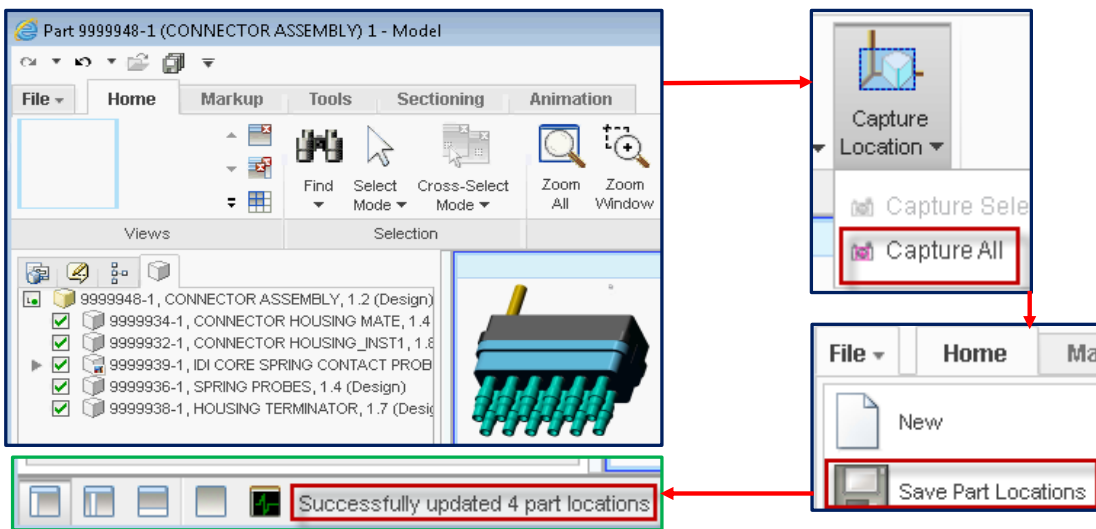 Part 9999948-1 (CONNECTOR ASSEMBLY) 1 - Model
File Home Markup Tools Sectioning Animation
Find Select Mode Cross-Select Mode Zoom All Zoom Window
Views Selection
9999948-1, CONNECTOR ASSEMBLY, 1.2 (Design)
9999934-1, CONNECTOR HOUSING MATE, 1.4
9999932-1, CONNECTOR HOUSING_INST1, 1.8
9999939-1, IDI CORE SPRING CONTACT PROB
9999936-1, SPRING PROBES, 1.4 (Design)
9999938-1, HOUSING TERMINATOR, 1.7 (Desig
Capture
Location
Capture Sele
Capture All
File Home Ma
New
Save Part Locations
Successfully updated 4 part locations